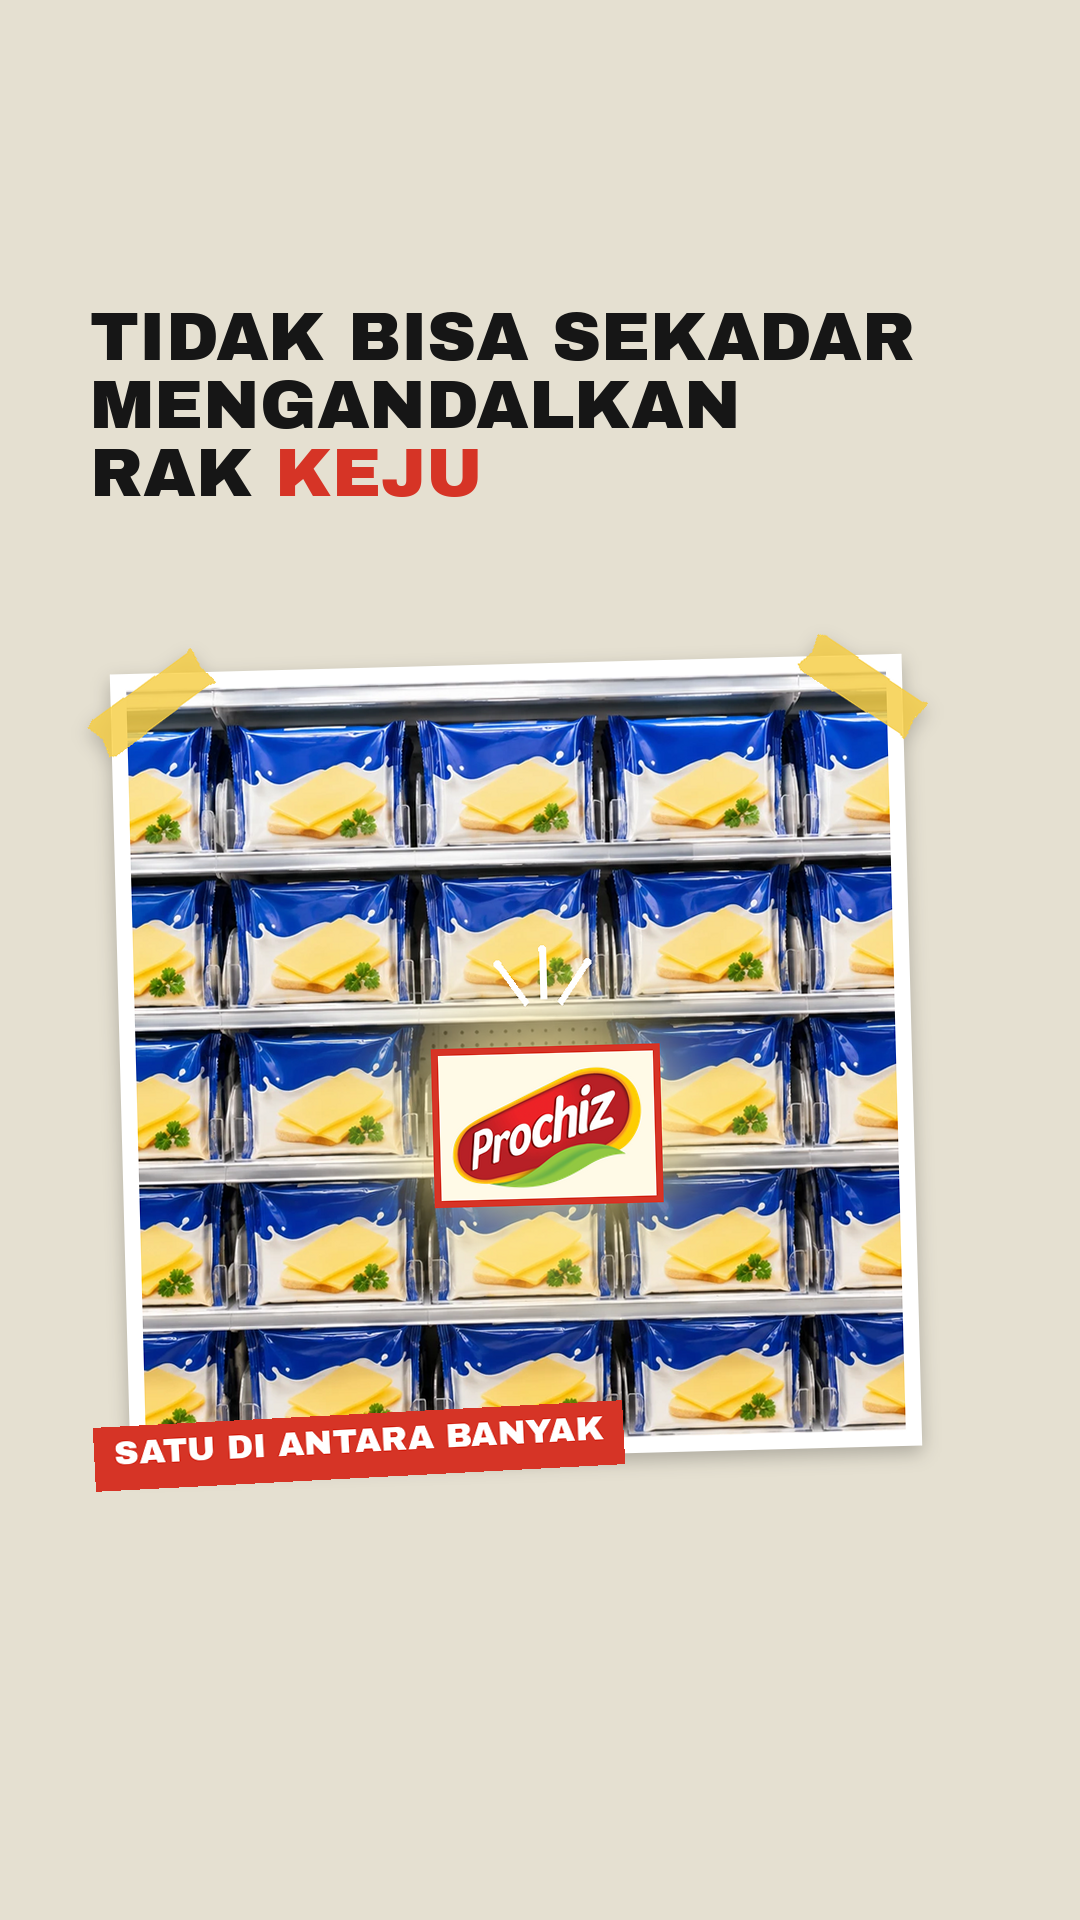 TIDAK BISA SEKADAR
MENGANDALKAN
RAK KEJU
Prochiz
SATU DI ANTARA BANYAK